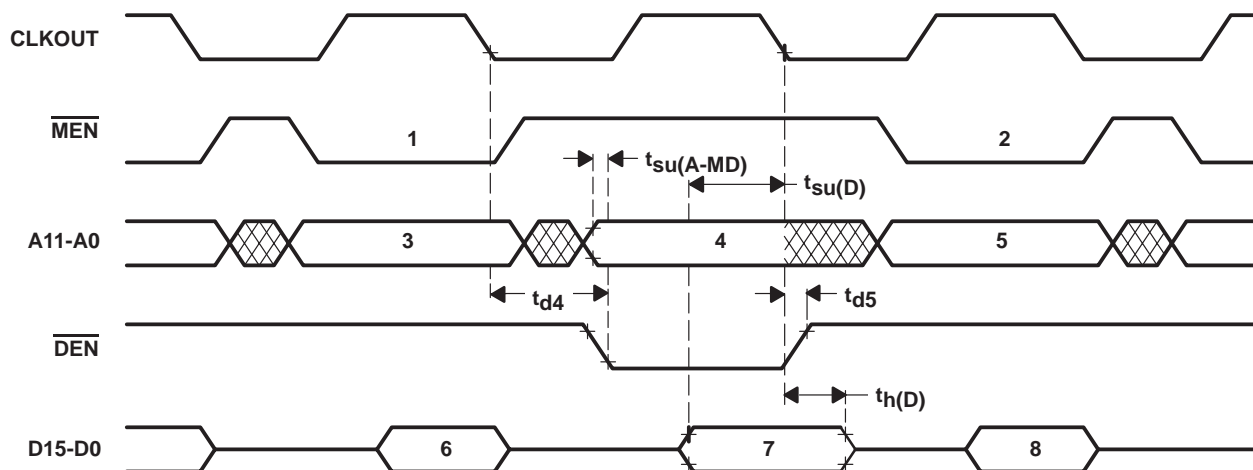 CLKOUT
MEN
1
2
tsu(A-MD)
tsu(D)
A11-A0
3
4
5
td4
td5
DEN
th(D)
D15-D0
6
7
8